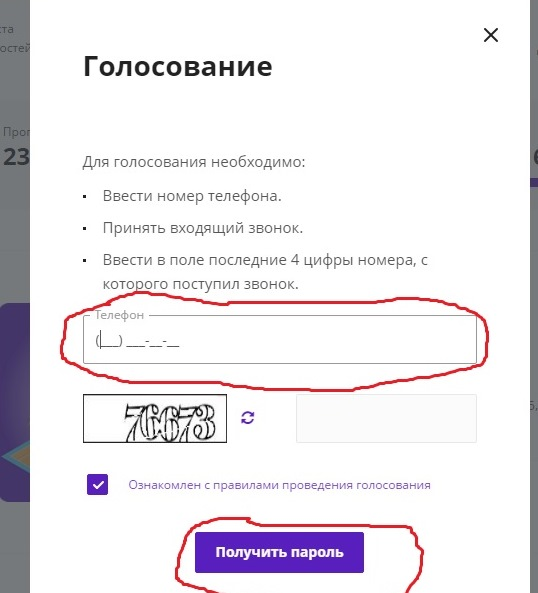 ста
остей
Прог
23
Голосование
Для голосования необходимо:
Ввести номер телефона.
Принять входящий звонок.
Ввести в поле последние 4 цифры номера, с
которого поступил звонок.
Телефон
(___) ___-__-__
76673
Ознакомлен с правилами проведения голосования
Получить пароль